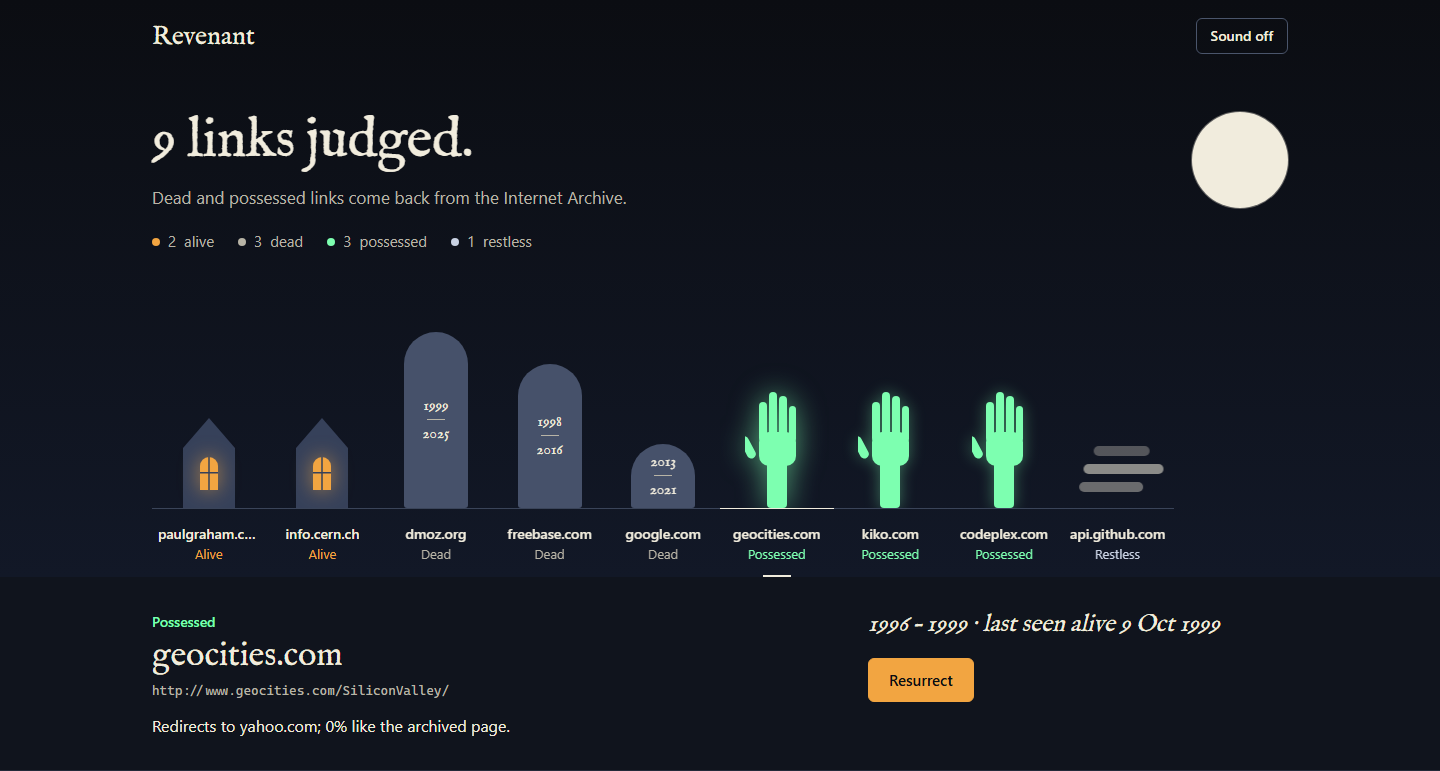 Revenant
Sound off
9 links judged.
Dead and possessed links come back from the Internet Archive.
2 alive 3 dead 3 possessed 1 restless
1999
2025
1998
2016
2013
2021
paulgraham.c... info.cern.ch dmoz.org freebase.com google.com geocities.com kiko.com codeplex.com api.github.com
Alive Alive Dead Dead Dead Possessed Possessed Possessed Restless
Possessed
geocities.com
http://www.geocities.com/SiliconValley/
Redirects to yahoo.com; 0% like the archived page.
1996 – 1999 · last seen alive 9 Oct 1999
Resurrect